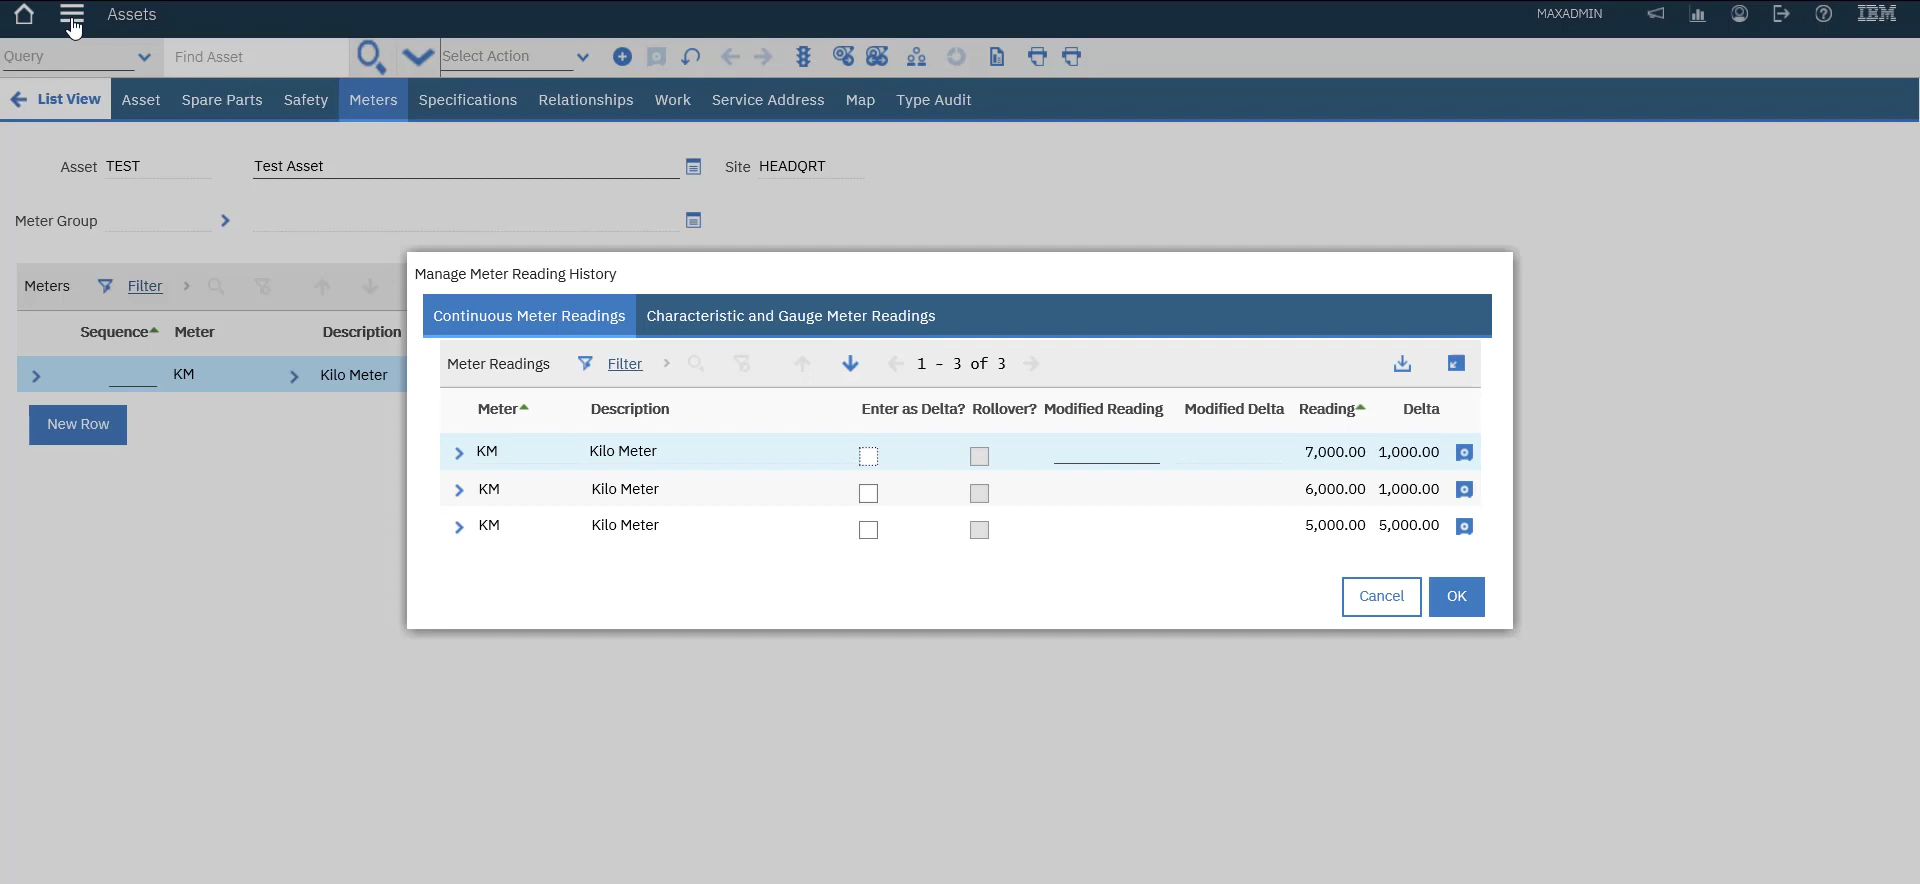 Assets MAXADMIN IBM
Query Find Asset Select Action
List View Asset Spare Parts Safety Meters Specifications Relationships Work Service Address Map Type Audit
Asset TEST Test Asset Site HEADQRT
Meter Group
Meters Filter
Sequence Meter Description
KM Kilo Meter
New Row
Manage Meter Reading History
Continuous Meter Readings Characteristic and Gauge Meter Readings
Meter Readings Filter 1 - 3 of 3
Meter Description Enter as Delta? Rollover? Modified Reading Modified Delta Reading Delta
KM Kilo Meter 7,000.00 1,000.00
KM Kilo Meter 6,000.00 1,000.00
KM Kilo Meter 5,000.00 5,000.00
Cancel OK